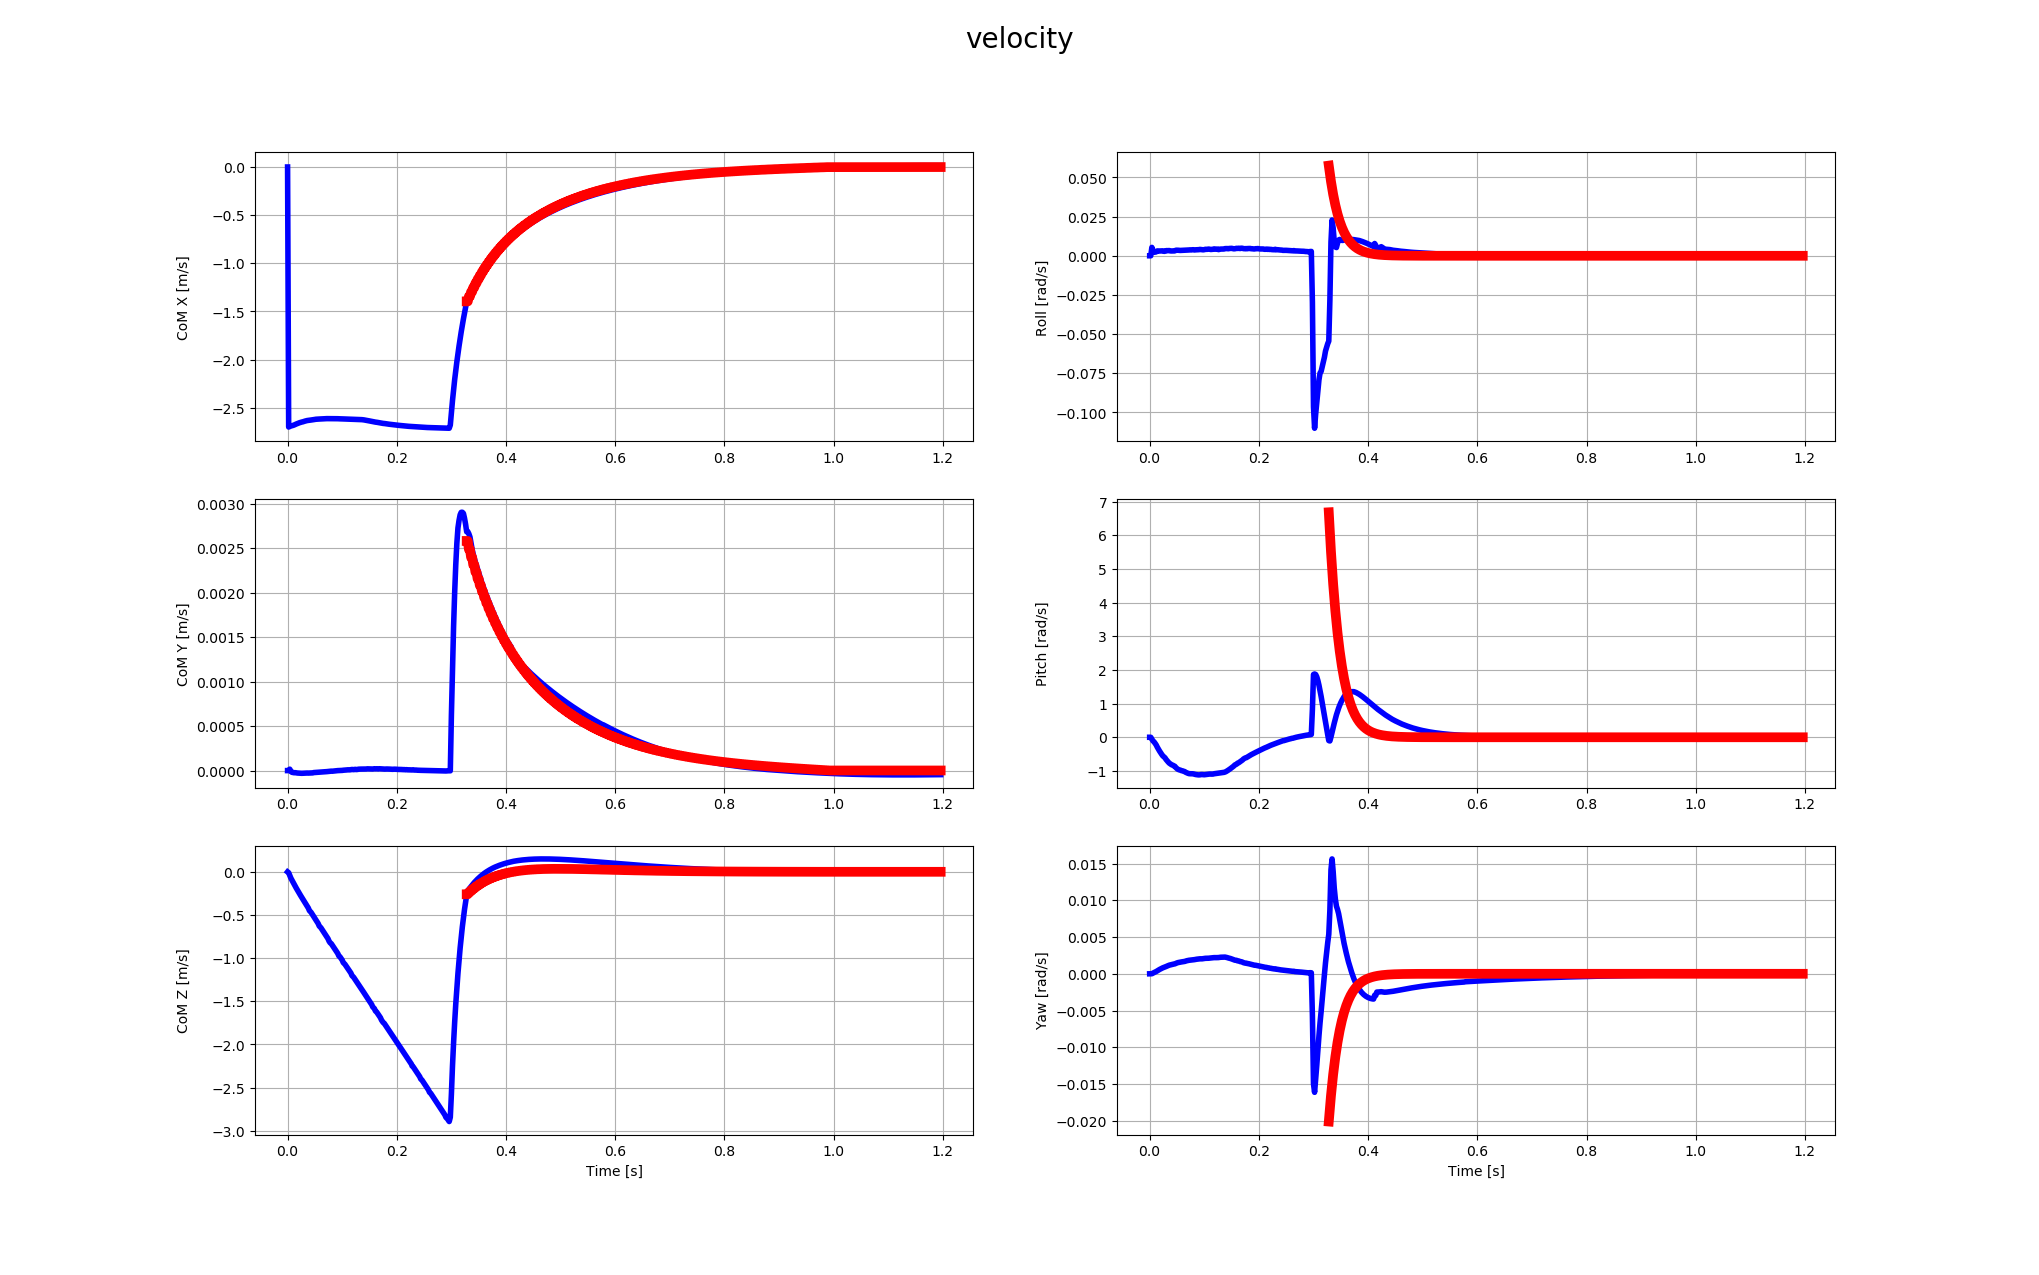 velocity
CoM X [m/s]
0.0
−0.5
−1.0
−1.5
−2.0
−2.5
0.0 0.2 0.4 0.6 0.8 1.0 1.2
Roll [rad/s]
0.050
0.025
0.000
−0.025
−0.050
−0.075
−0.100
0.0 0.2 0.4 0.6 0.8 1.0 1.2
CoM Y [m/s]
0.0030
0.0025
0.0020
0.0015
0.0010
0.0005
0.0000
0.0 0.2 0.4 0.6 0.8 1.0 1.2
Pitch [rad/s]
7
6
5
4
3
2
1
0
−1
0.0 0.2 0.4 0.6 0.8 1.0 1.2
CoM Z [m/s]
0.0
−0.5
−1.0
−1.5
−2.0
−2.5
−3.0
0.0 0.2 0.4 0.6 0.8 1.0 1.2
Time [s]
Yaw [rad/s]
0.015
0.010
0.005
0.000
−0.005
−0.010
−0.015
−0.020
0.0 0.2 0.4 0.6 0.8 1.0 1.2
Time [s]